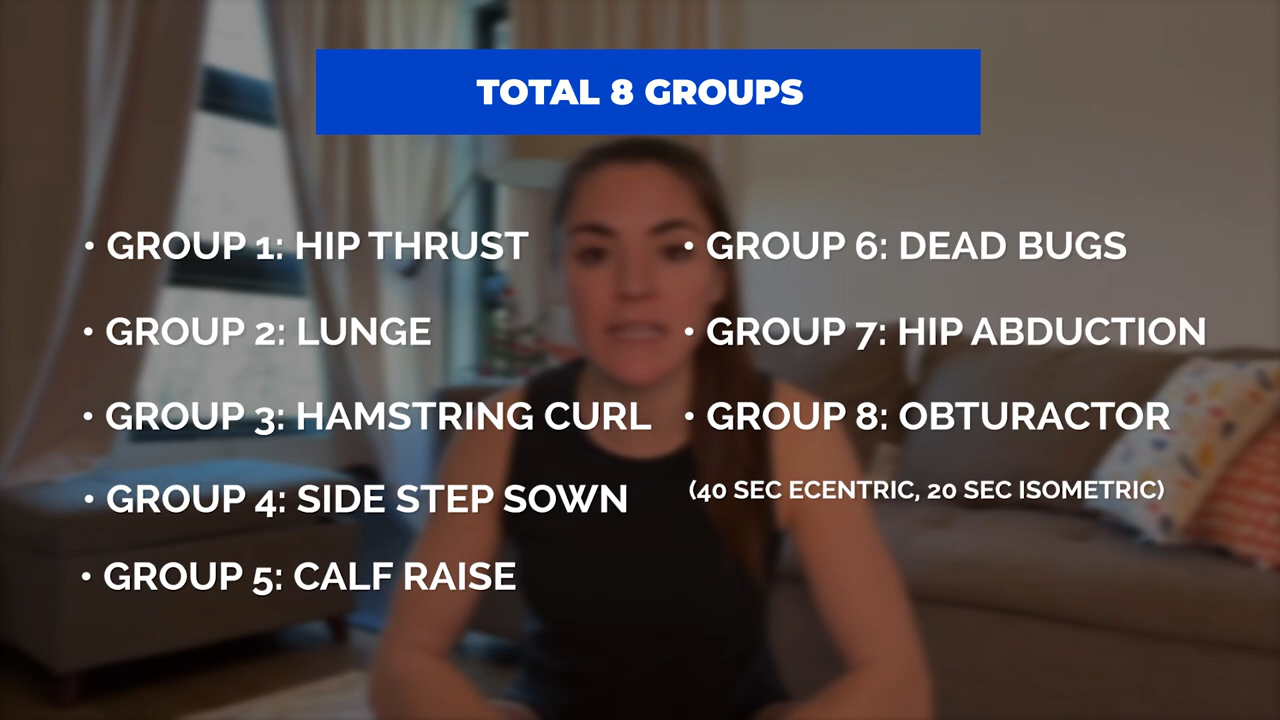 TOTAL 8 GROUPS
• GROUP 1: HIP THRUST
• GROUP 2: LUNGE
• GROUP 3: HAMSTRING CURL
• GROUP 4: SIDE STEP SOWN
• GROUP 5: CALF RAISE
• GROUP 6: DEAD BUGS
• GROUP 7: HIP ABDUCTION
• GROUP 8: OBTURACTOR
(40 SEC ECENTRIC, 20 SEC ISOMETRIC)